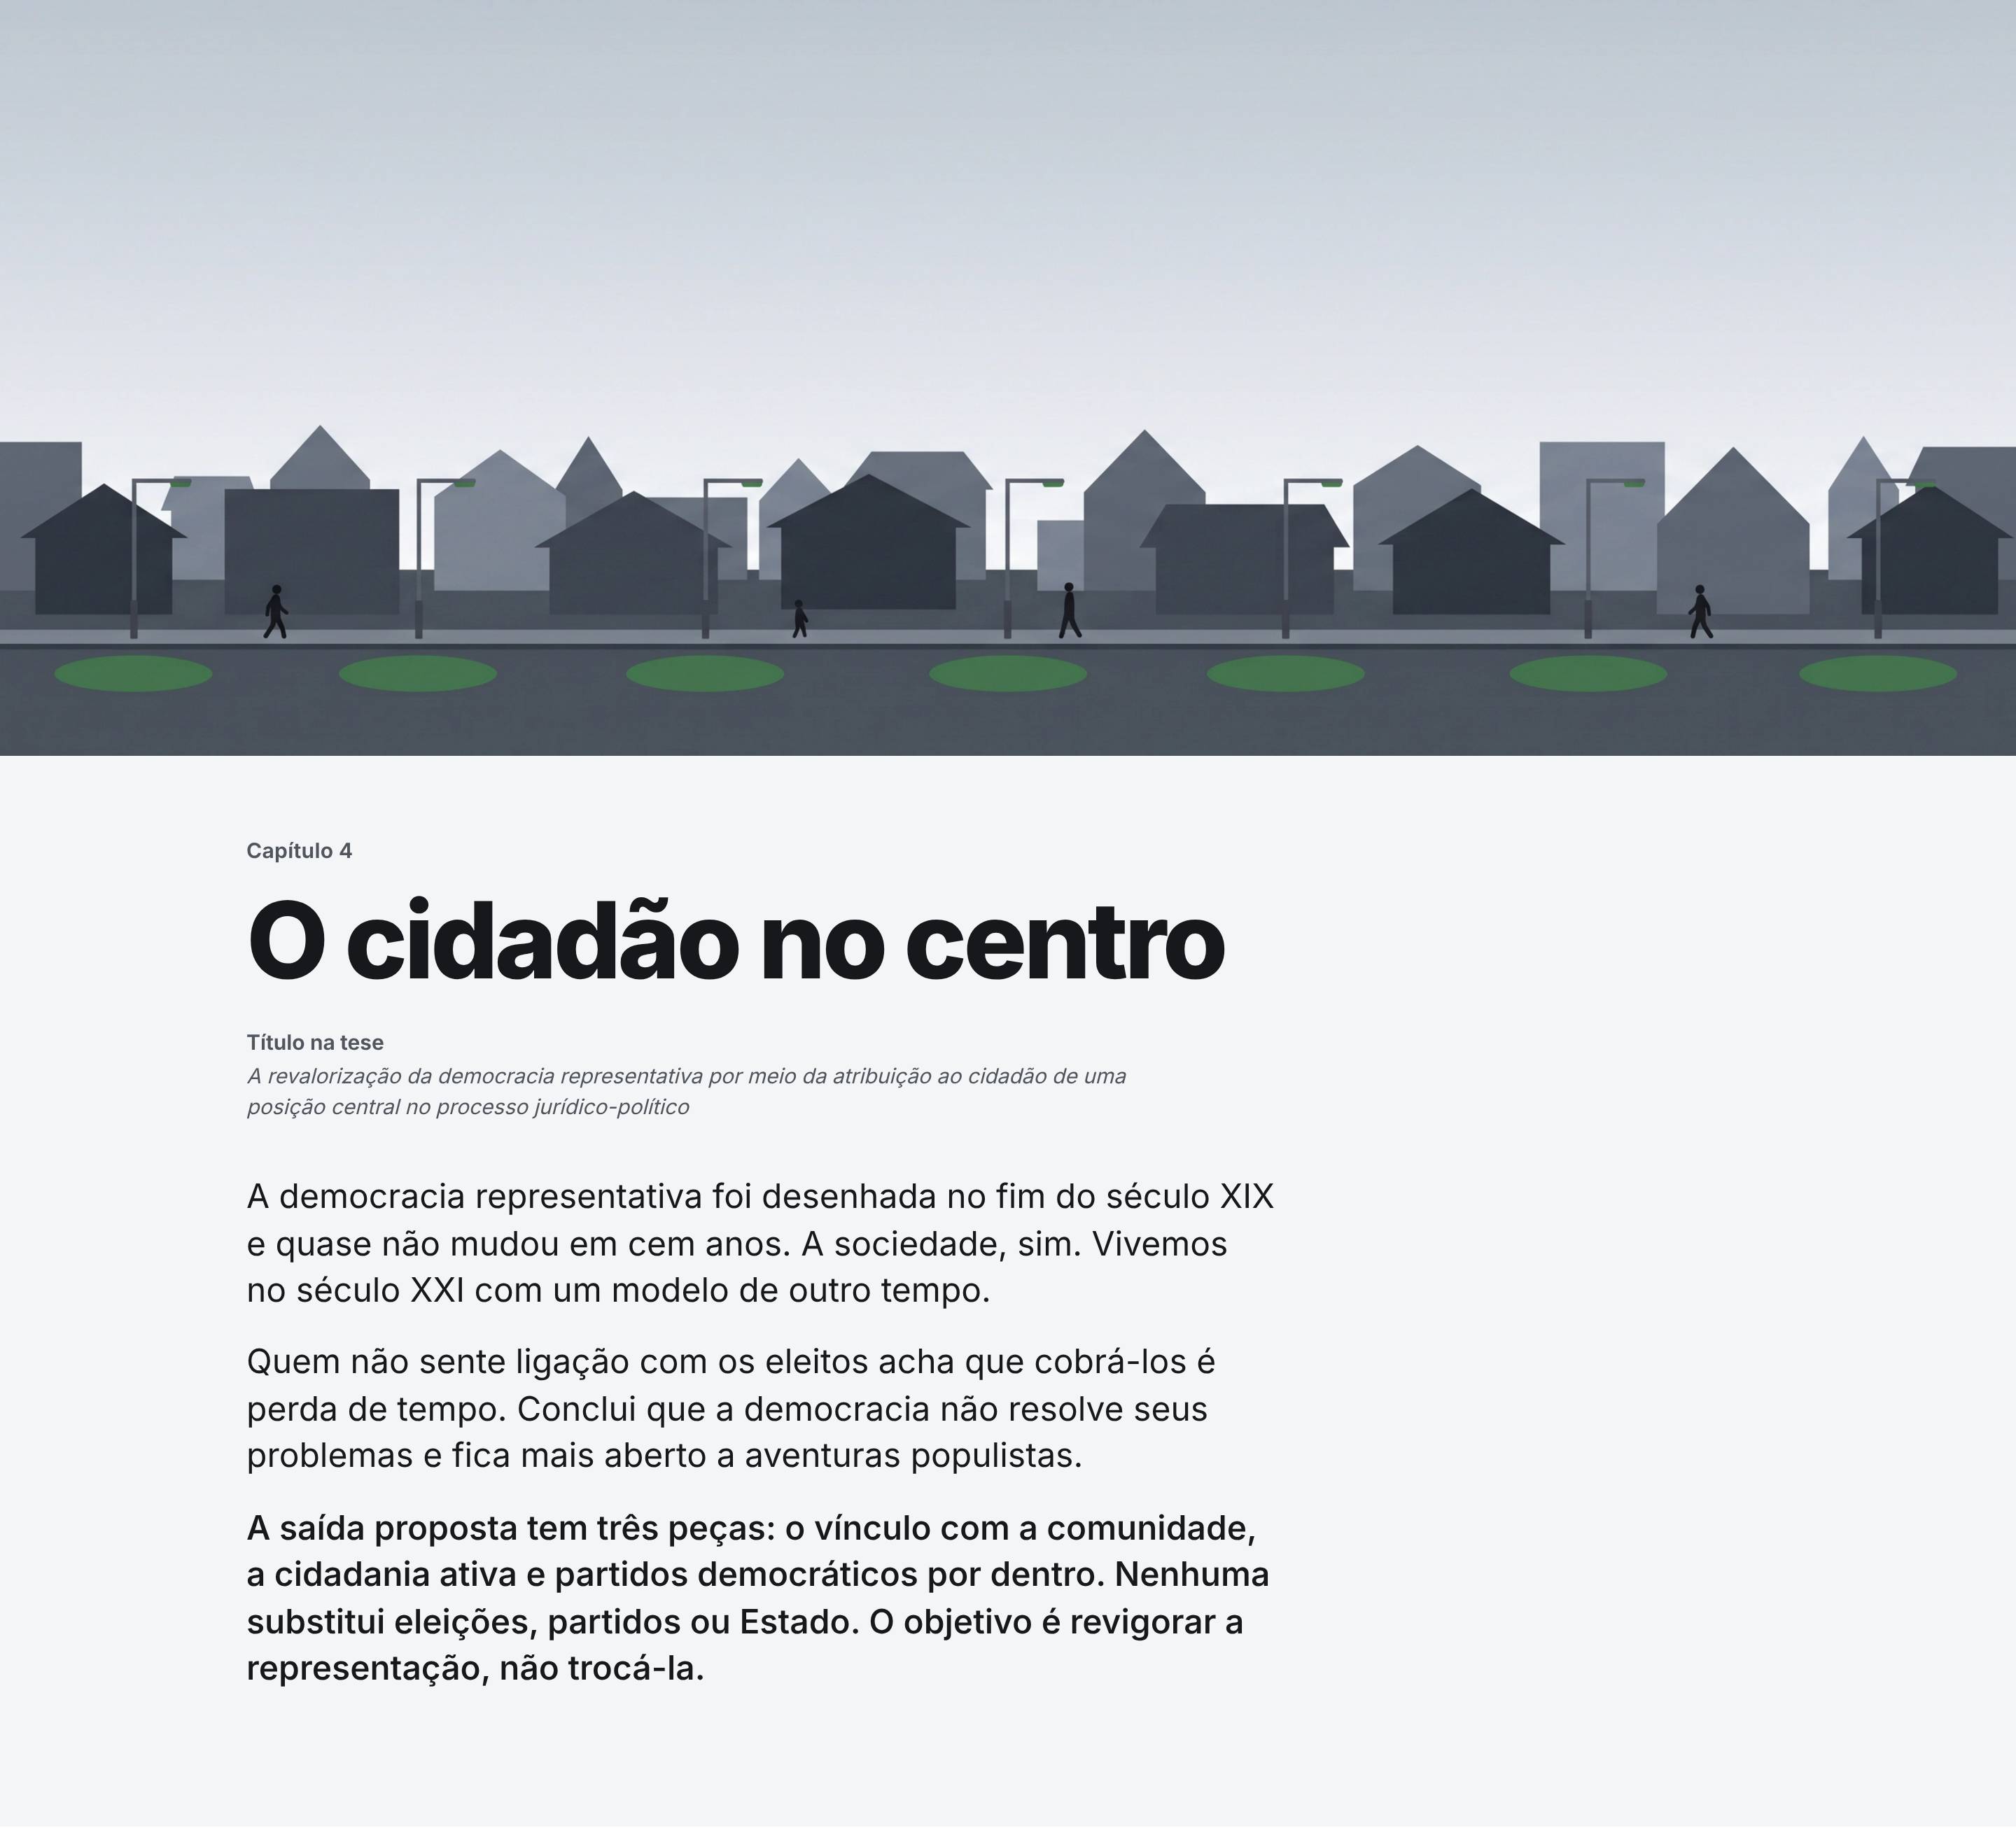 Capítulo 4
O cidadão no centro
Título na tese
A revalorização da democracia representativa por meio da atribuição ao cidadão de uma
posição central no processo jurídico-político
A democracia representativa foi desenhada no fim do século XIX
e quase não mudou em cem anos. A sociedade, sim. Vivemos
no século XXI com um modelo de outro tempo.
Quem não sente ligação com os eleitos acha que cobrá-los é
perda de tempo. Conclui que a democracia não resolve seus
problemas e fica mais aberto a aventuras populistas.
A saída proposta tem três peças: o vínculo com a comunidade,
a cidadania ativa e partidos democráticos por dentro. Nenhuma
substitui eleições, partidos ou Estado. O objetivo é revigorar a
representação, não trocá-la.